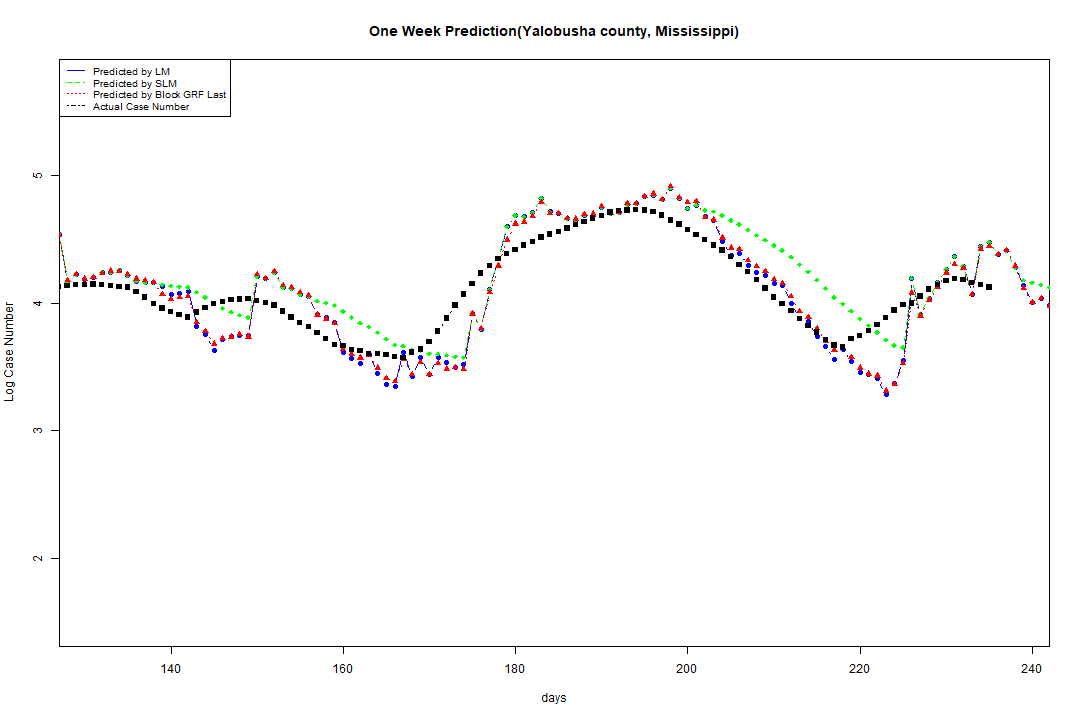 One Week Prediction(Yalobusha county, Mississippi)
Predicted by LM
Predicted by SLM
Predicted by Block GRF Last
Actual Case Number
Log Case Number
5
4
3
2
140 160 180 200 220 240
days